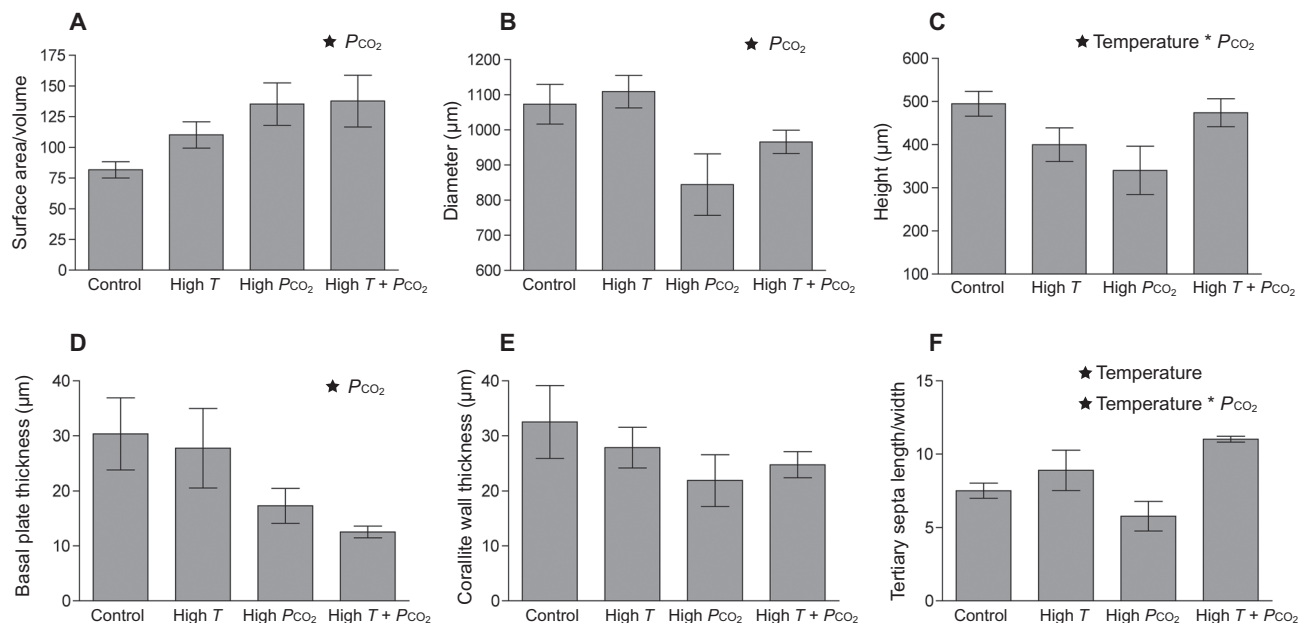 A
★ PCO₂
Surface area/volume
175
150
125
100
75
50
25
0
Control
High T
High PCO₂
High T + PCO₂
B
★ PCO₂
Diameter (µm)
1200
1100
1000
900
800
700
600
Control
High T
High PCO₂
High T + PCO₂
C
★ Temperature * PCO₂
Height (µm)
600
500
400
300
200
100
Control
High T
High PCO₂
High T + PCO₂
D
★ PCO₂
Basal plate thickness (µm)
40
30
20
10
0
Control
High T
High PCO₂
High T + PCO₂
E
Corallite wall thickness (µm)
40
30
20
10
0
Control
High T
High PCO₂
High T + PCO₂
F
★ Temperature
★ Temperature * PCO₂
Tertiary septa length/width
15
10
5
0
Control
High T
High PCO₂
High T + PCO₂